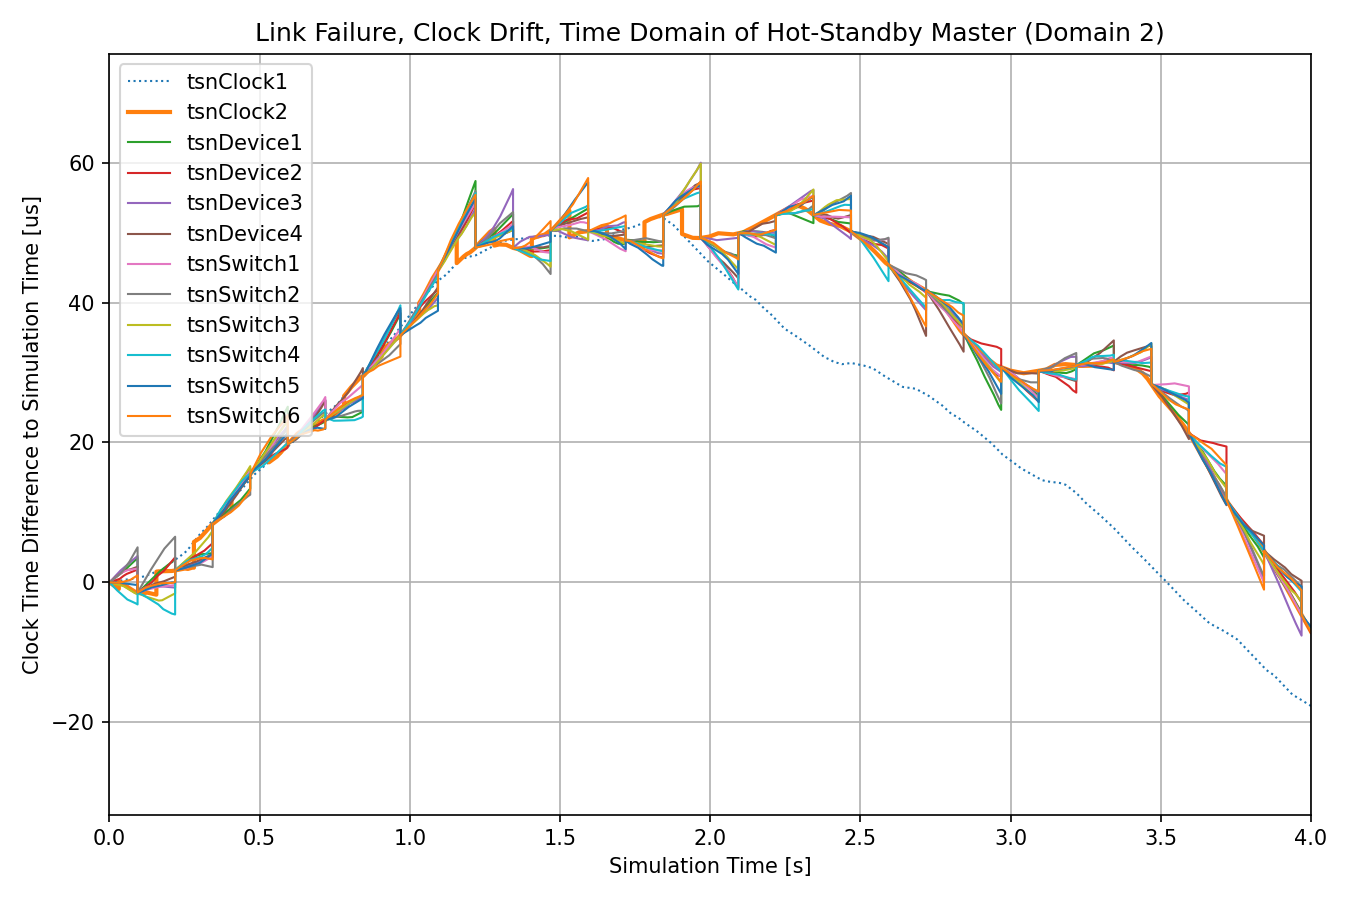 Link Failure, Clock Drift, Time Domain of Hot-Standby Master (Domain 2)
Clock Time Difference to Simulation Time [us]
60
40
20
0
−20
tsnClock1
tsnClock2
tsnDevice1
tsnDevice2
tsnDevice3
tsnDevice4
tsnSwitch1
tsnSwitch2
tsnSwitch3
tsnSwitch4
tsnSwitch5
tsnSwitch6
0.0 0.5 1.0 1.5 2.0 2.5 3.0 3.5 4.0
Simulation Time [s]